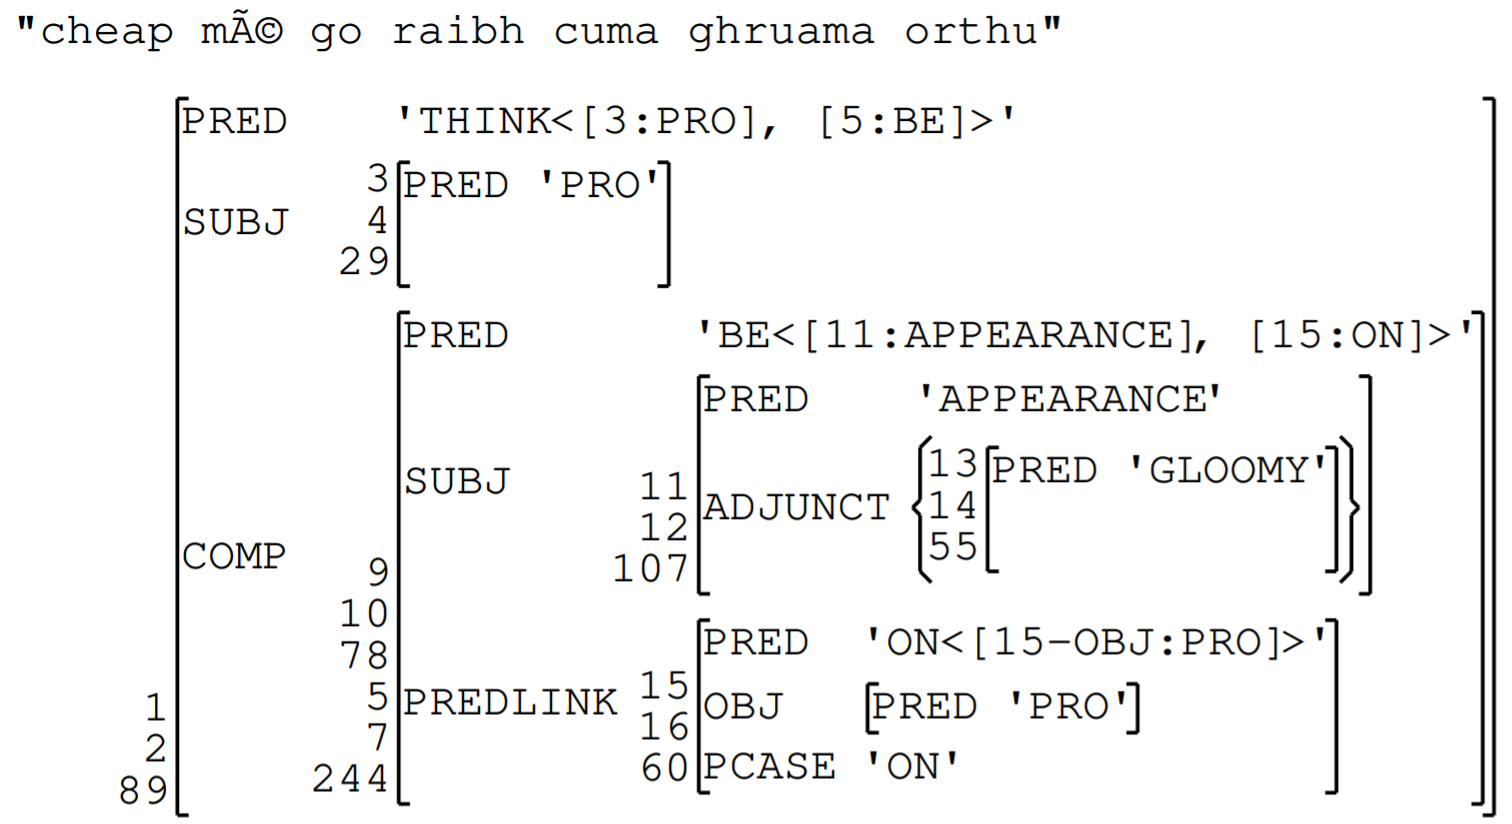 "cheap mÃ© go raibh cuma ghruama orthu"
PRED 'THINK<[3:PRO], [5:BE]>'
3 PRED 'PRO'
SUBJ 4
29
PRED 'BE<[11:APPEARANCE], [15:ON]>'
PRED 'APPEARANCE'
13 PRED 'GLOOMY'
SUBJ 11 ADJUNCT 14
12 55
107
COMP 9
10
78 PRED 'ON<[15-OBJ:PRO]>'
1 5 PREDLINK 15 OBJ PRED 'PRO'
2 7 16
89 244 60 PCASE 'ON'